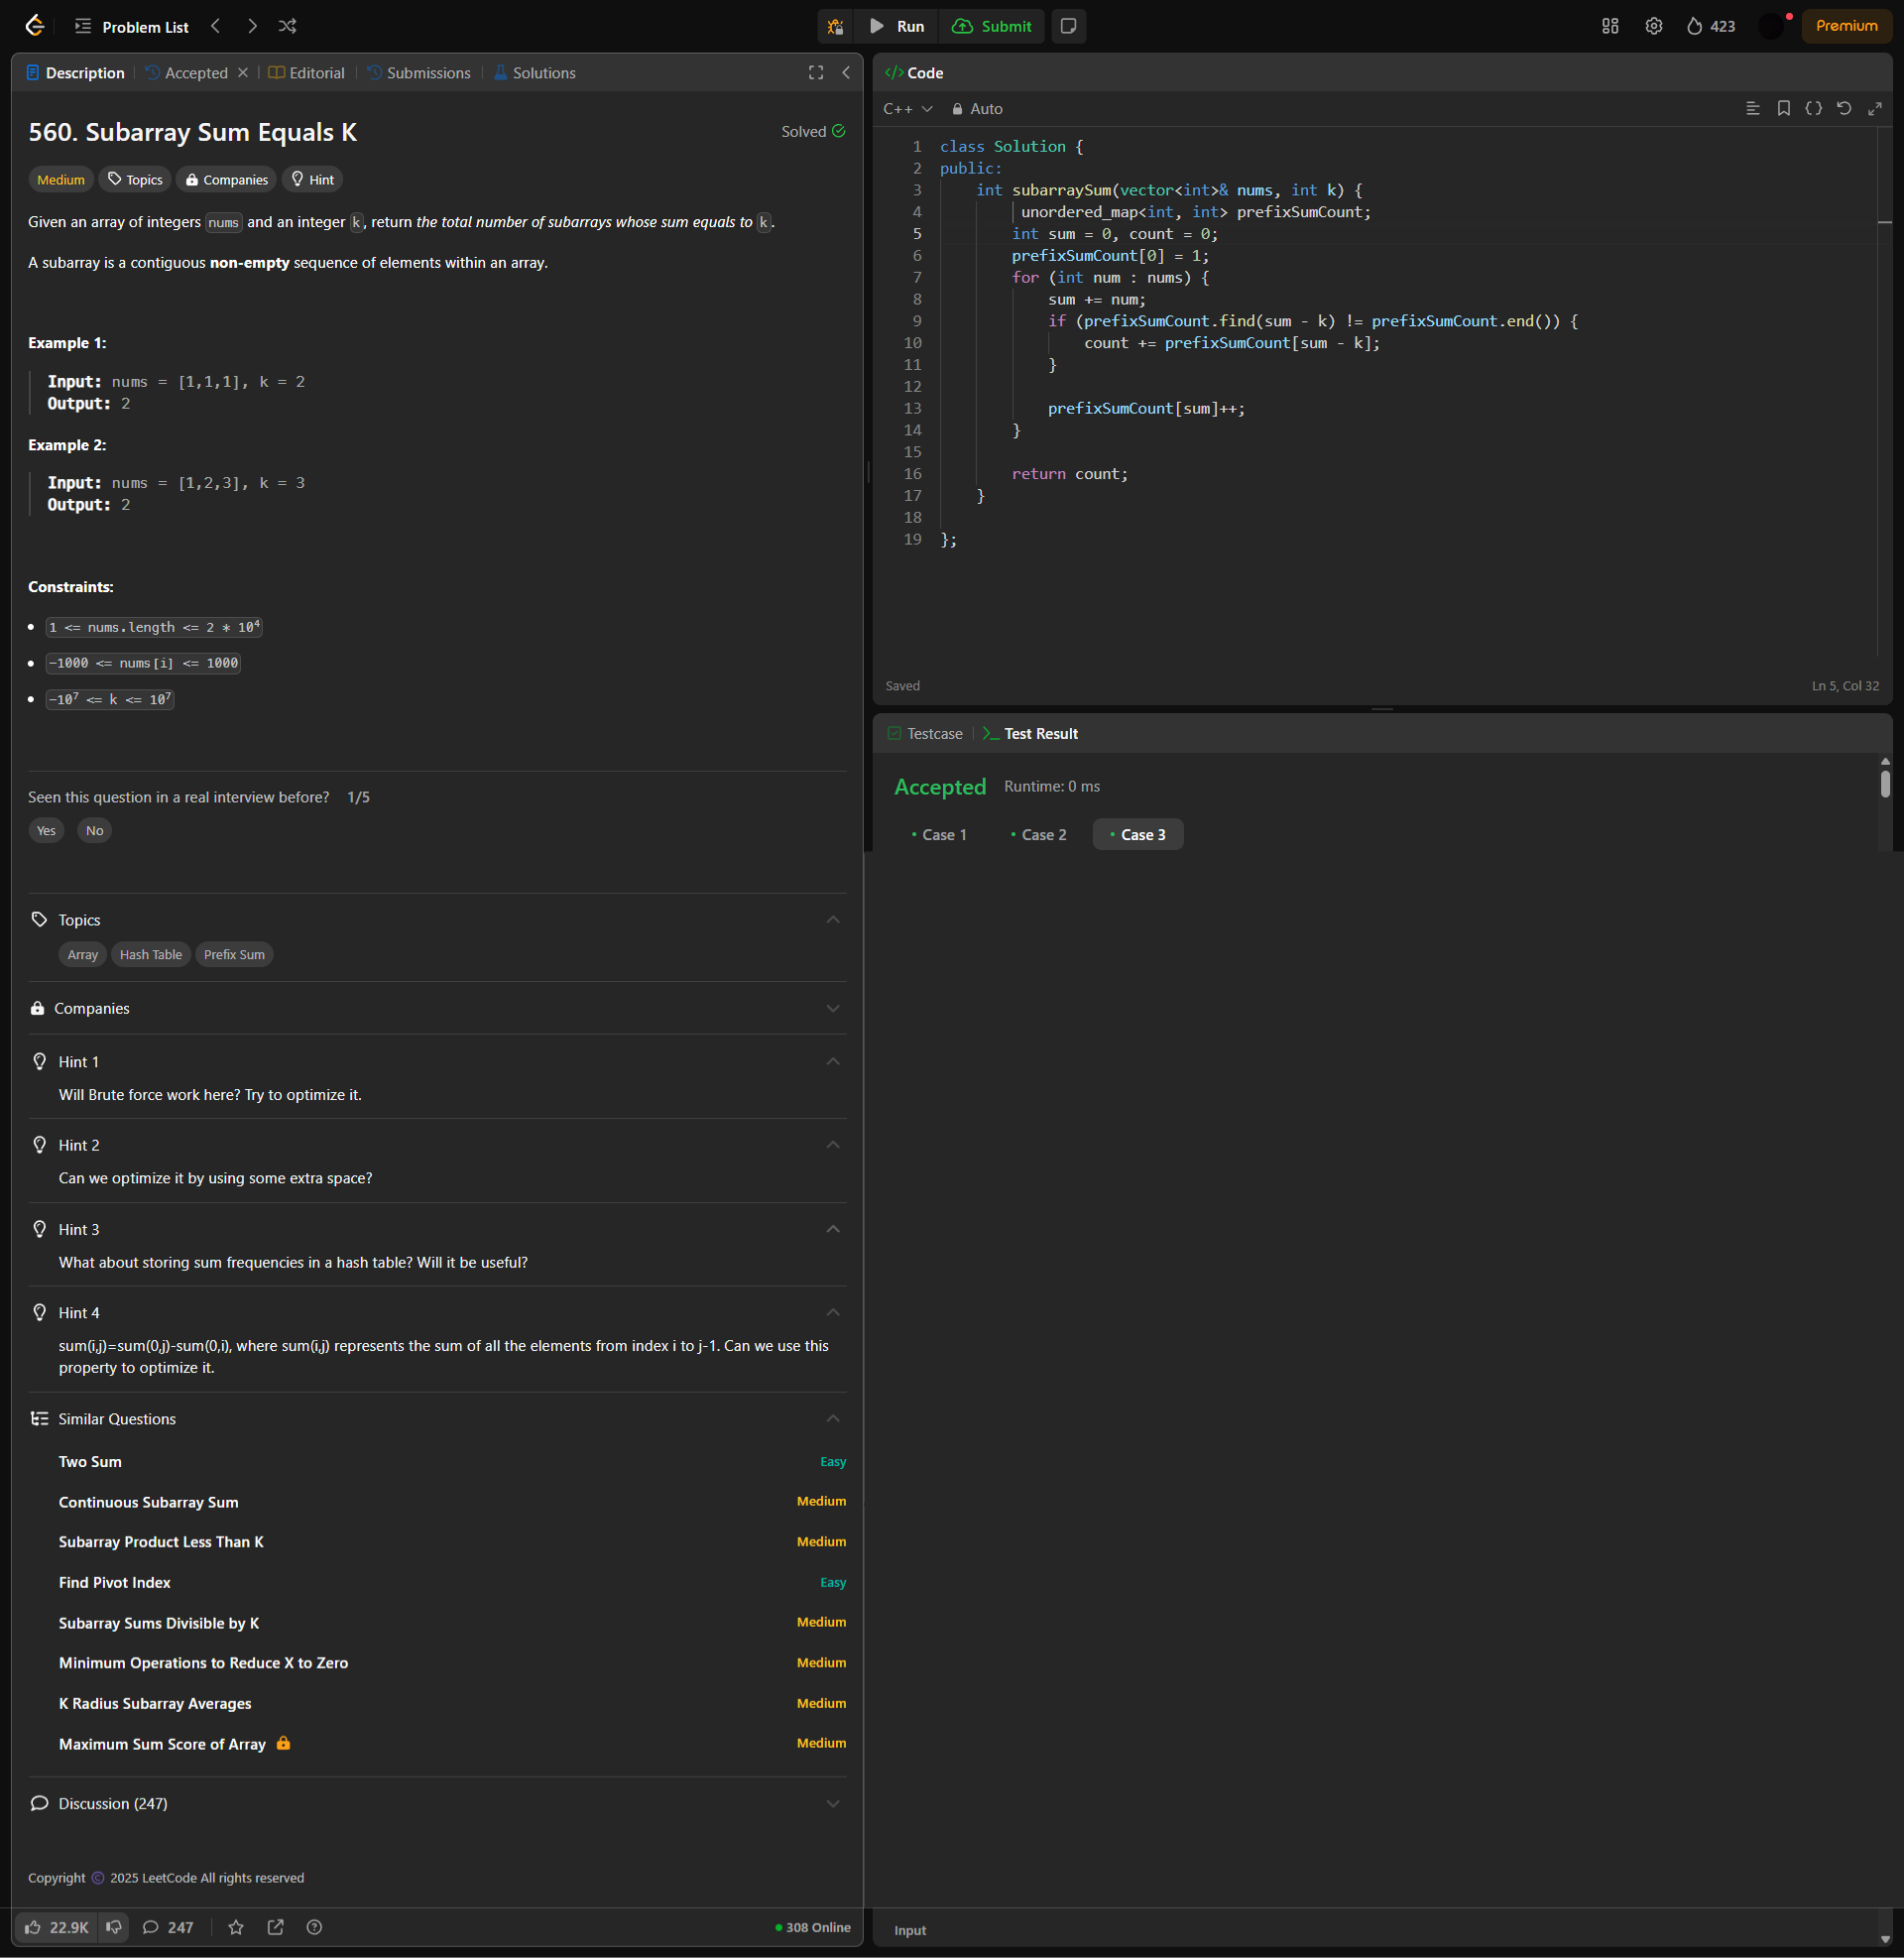 Problem List
Run
Submit
423
Premium
Description
Accepted
Editorial
Submissions
Solutions
560. Subarray Sum Equals K
Solved
Medium
Topics
Companies
Hint
Given an array of integers nums and an integer k, return the total number of subarrays whose sum equals to k.
A subarray is a contiguous non-empty sequence of elements within an array.
Example 1:
Input: nums = [1,1,1], k = 2
Output: 2
Example 2:
Input: nums = [1,2,3], k = 3
Output: 2
Constraints:
1 <= nums.length <= 2 * 10⁴
-1000 <= nums[i] <= 1000
-10⁷ <= k <= 10⁷
Seen this question in a real interview before? 1/5
Yes
No
Topics
Array
Hash Table
Prefix Sum
Companies
Hint 1
Will Brute force work here? Try to optimize it.
Hint 2
Can we optimize it by using some extra space?
Hint 3
What about storing sum frequencies in a hash table? Will it be useful?
Hint 4
sum(i,j)=sum(0,j)-sum(0,i), where sum(i,j) represents the sum of all the elements from index i to j-1. Can we use this
property to optimize it.
Similar Questions
Two Sum Easy
Continuous Subarray Sum Medium
Subarray Product Less Than K Medium
Find Pivot Index Easy
Subarray Sums Divisible by K Medium
Minimum Operations to Reduce X to Zero Medium
K Radius Subarray Averages Medium
Maximum Sum Score of Array Medium
Discussion (247)
Copyright © 2025 LeetCode All rights reserved
22.9K
247
308 Online
</> Code
C++
Auto
1 class Solution {
2 public:
3     int subarraySum(vector<int>& nums, int k) {
4          unordered_map<int, int> prefixSumCount;
5         int sum = 0, count = 0;
6         prefixSumCount[0] = 1;
7         for (int num : nums) {
8             sum += num;
9             if (prefixSumCount.find(sum - k) != prefixSumCount.end()) {
10                 count += prefixSumCount[sum - k];
11             }
12
13             prefixSumCount[sum]++;
14         }
15
16         return count;
17     }
18
19 };
Saved
Ln 5, Col 32
Testcase
Test Result
Accepted
Runtime: 0 ms
Case 1
Case 2
Case 3
Input